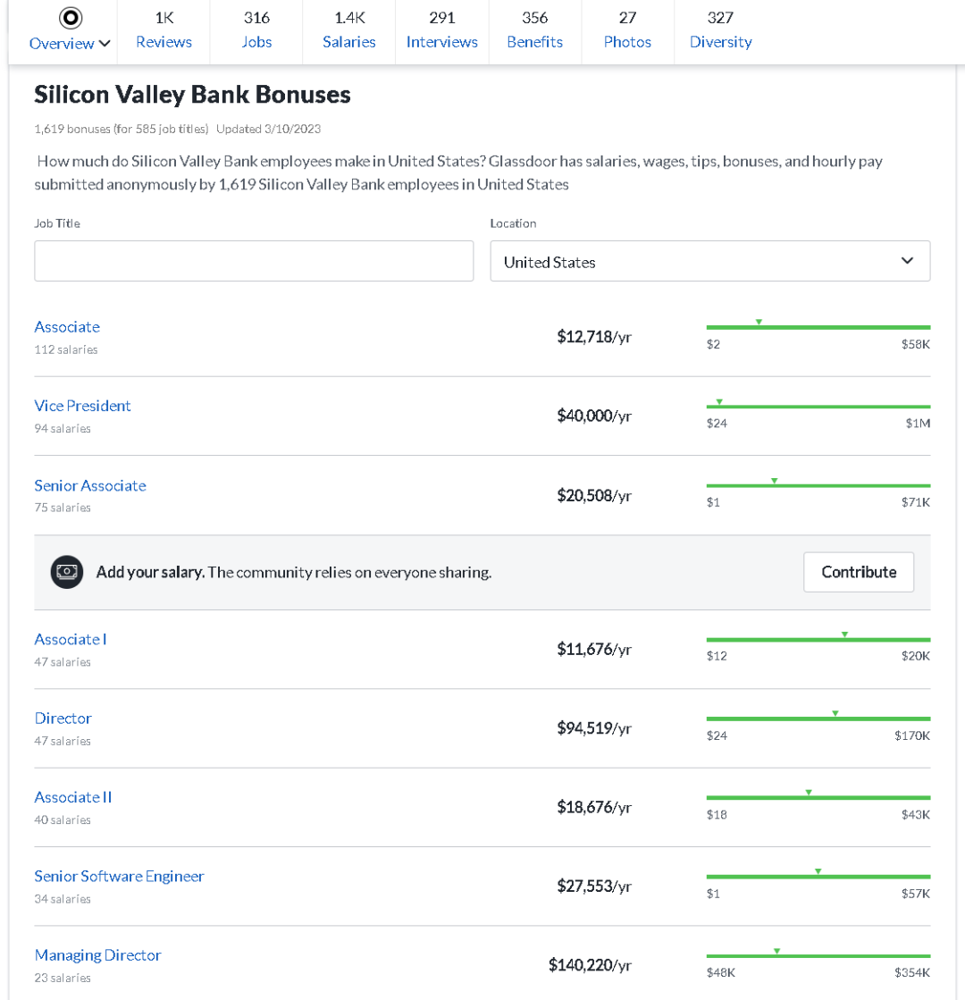 1K
316
1.4K
291
356
27
327
Overview
Reviews
Jobs
Salaries
Interviews
Benefits
Photos
Diversity
Silicon Valley Bank Bonuses
1,619 bonuses (for 585 job titles) Updated 3/10/2023
How much do Silicon Valley Bank employees make in United States? Glassdoor has salaries, wages, tips, bonuses, and hourly pay
submitted anonymously by 1,619 Silicon Valley Bank employees in United States
Job Title
Location
United States
Associate
112 salaries
$12,718/yr
$2
$58K
Vice President
94 salaries
$40,000/yr
$24
$1M
Senior Associate
75 salaries
$20,508/yr
$1
$71K
Add your salary. The community relies on everyone sharing.
Contribute
Associate I
47 salaries
$11,676/yr
$12
$20K
Director
47 salaries
$94,519/yr
$24
$170K
Associate II
40 salaries
$18,676/yr
$18
$43K
Senior Software Engineer
34 salaries
$27,553/yr
$1
$57K
Managing Director
23 salaries
$140,220/yr
$48K
$354K